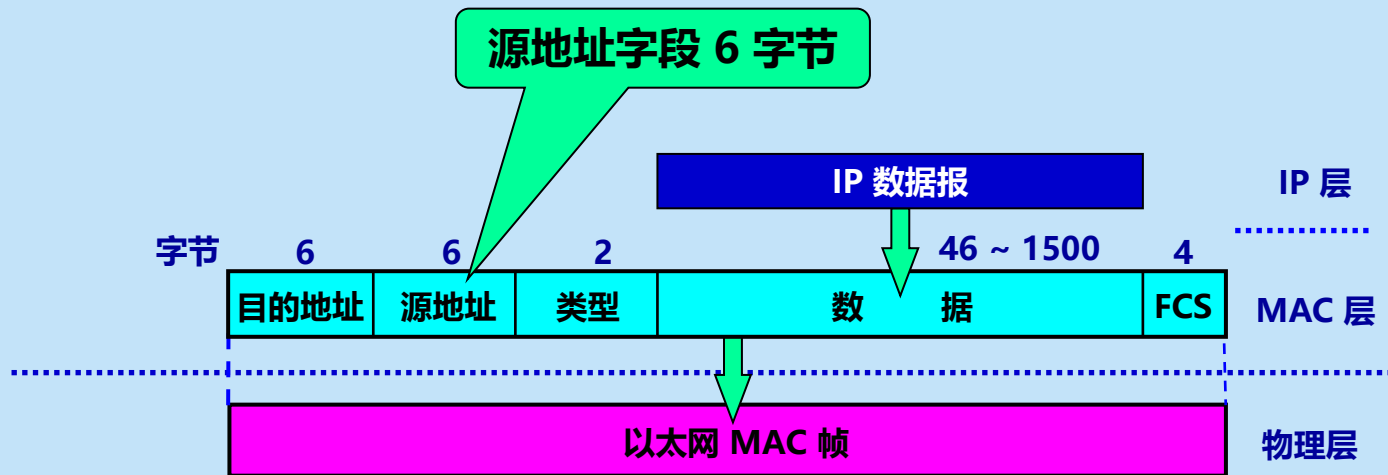 源地址字段 6 字节
IP 数据报
IP 层
字节 6 6 2 46 ~ 1500 4
目的地址 源地址 类型 数 据 FCS MAC 层
以太网 MAC 帧
物理层